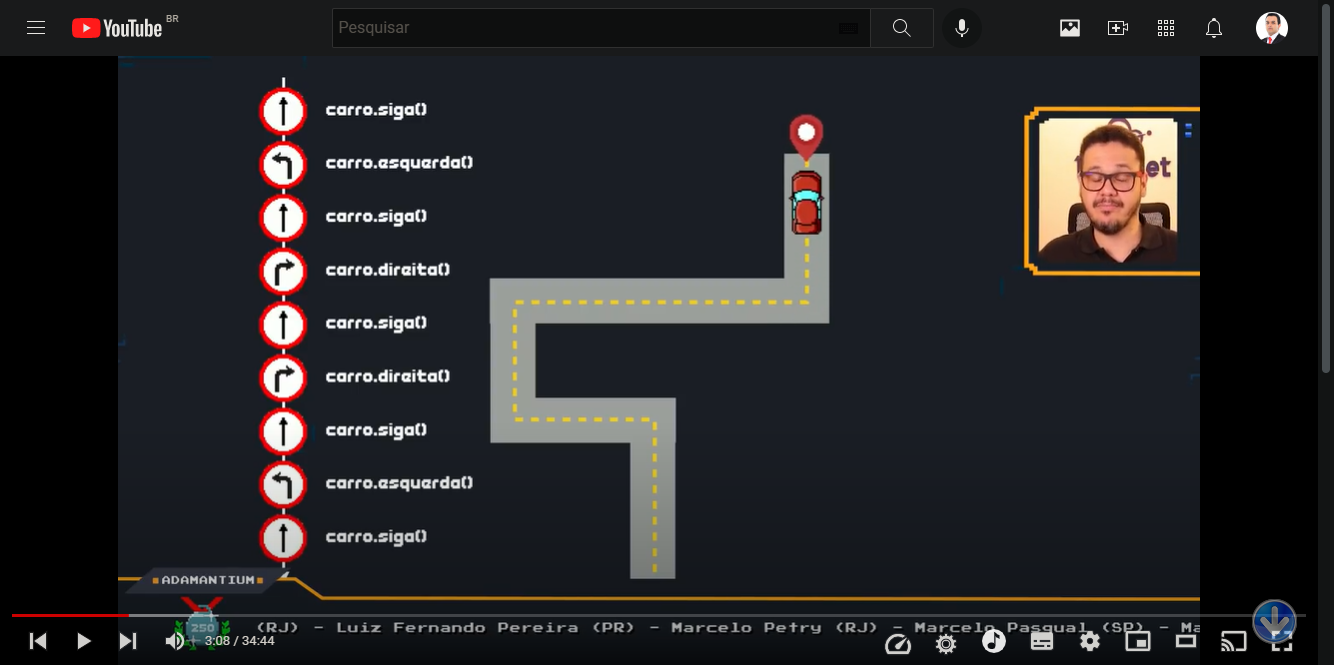 YouTube BR
Pesquisar
carro.siga()
carro.esquerda()
carro.siga()
carro.direita()
carro.siga()
carro.direita()
carro.siga()
carro.esquerda()
carro.siga()
et
ADAMANTIUM
250
(RJ) - Luiz Fernando Pereira (PR) - Marcelo Petry (RJ) - Marcelo Pasqual (SP) - Ma
3:08 / 34:44